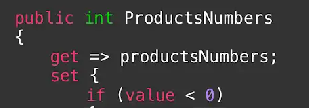 public int ProductsNumbers
{
get => productsNumbers;
set {
if (value < 0)